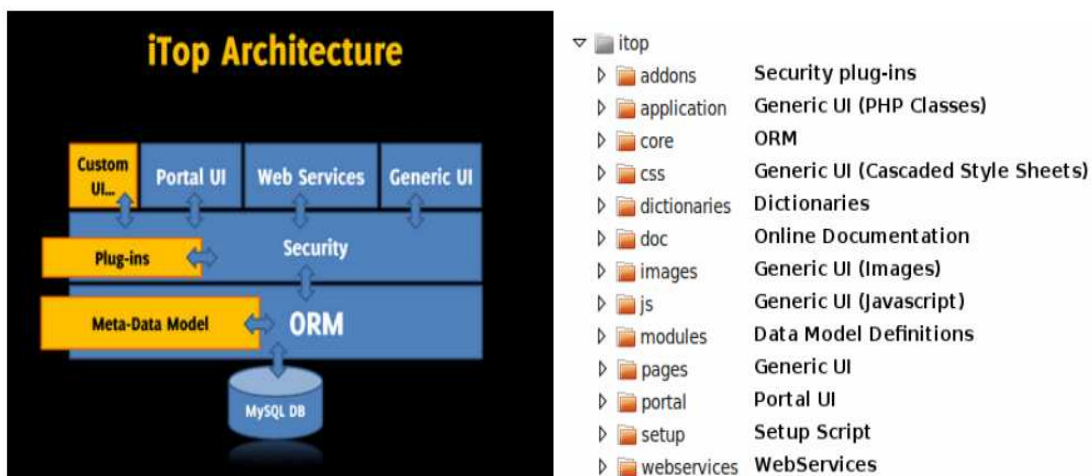 iTop Architecture
Custom
UI...
Portal UI
Web Services
Generic UI
Plug-ins
Security
Meta-Data Model
ORM
MySQL DB
itop
addons Security plug-ins
application Generic UI (PHP Classes)
core ORM
css Generic UI (Cascaded Style Sheets)
dictionaries Dictionaries
doc Online Documentation
images Generic UI (Images)
js Generic UI (Javascript)
modules Data Model Definitions
pages Generic UI
portal Portal UI
setup Setup Script
webservices WebServices